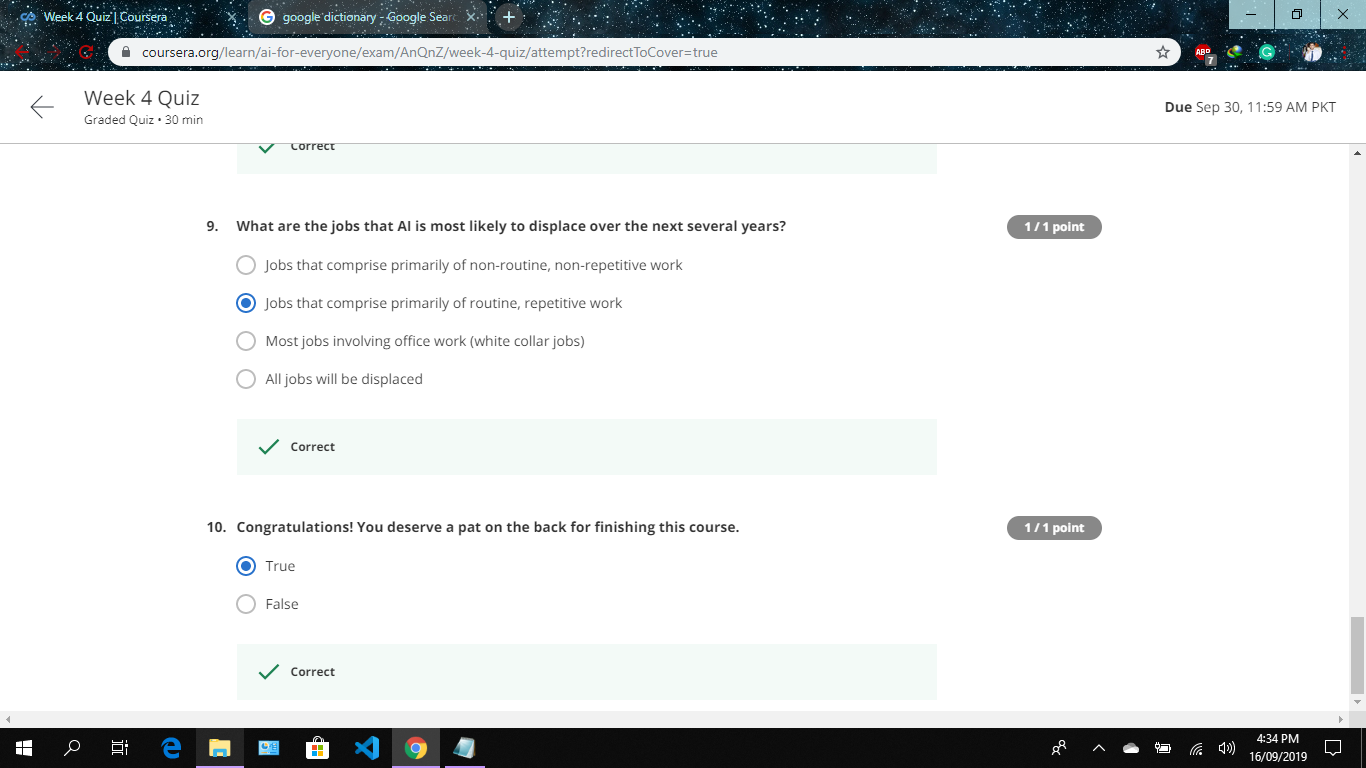 Week 4 Quiz | Coursera
google dictionary - Google Sear
coursera.org/learn/ai-for-everyone/exam/AnQnZ/week-4-quiz/attempt?redirectToCover=true
ABP
7
G
Week 4 Quiz
Graded Quiz • 30 min
Due Sep 30, 11:59 AM PKT
Correct
9. What are the jobs that AI is most likely to displace over the next several years?
1 / 1 point
Jobs that comprise primarily of non-routine, non-repetitive work
Jobs that comprise primarily of routine, repetitive work
Most jobs involving office work (white collar jobs)
All jobs will be displaced
Correct
10. Congratulations! You deserve a pat on the back for finishing this course.
1 / 1 point
True
False
Correct
4:34 PM
16/09/2019